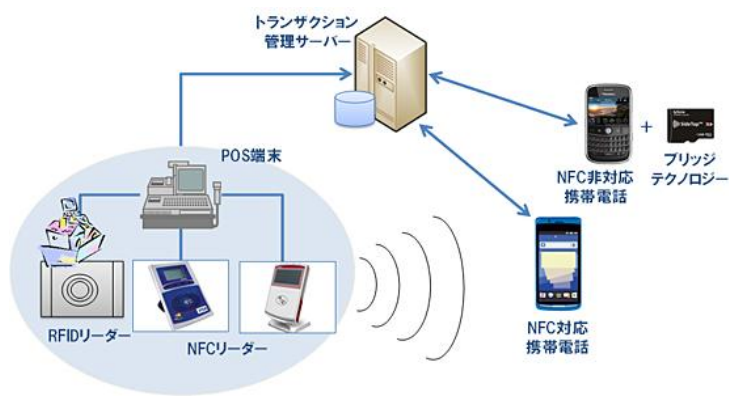 トランザクション
管理サーバー
POS端末
NFC非対応
携帯電話
+
ブリッジ
テクノロジー
RFIDリーダー
NFCリーダー
NFC対応
携帯電話